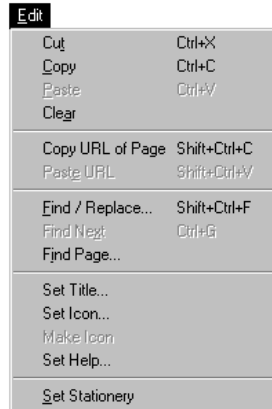 Edit
Cut Ctrl+X
Copy Ctrl+C
Paste Ctrl+V
Clear
Copy URL of Page Shift+Ctrl+C
Paste URL Shift+Ctrl+V
Find / Replace... Shift+Ctrl+F
Find Next Ctrl+G
Find Page...
Set Title...
Set Icon...
Make Icon
Set Help...
Set Stationery